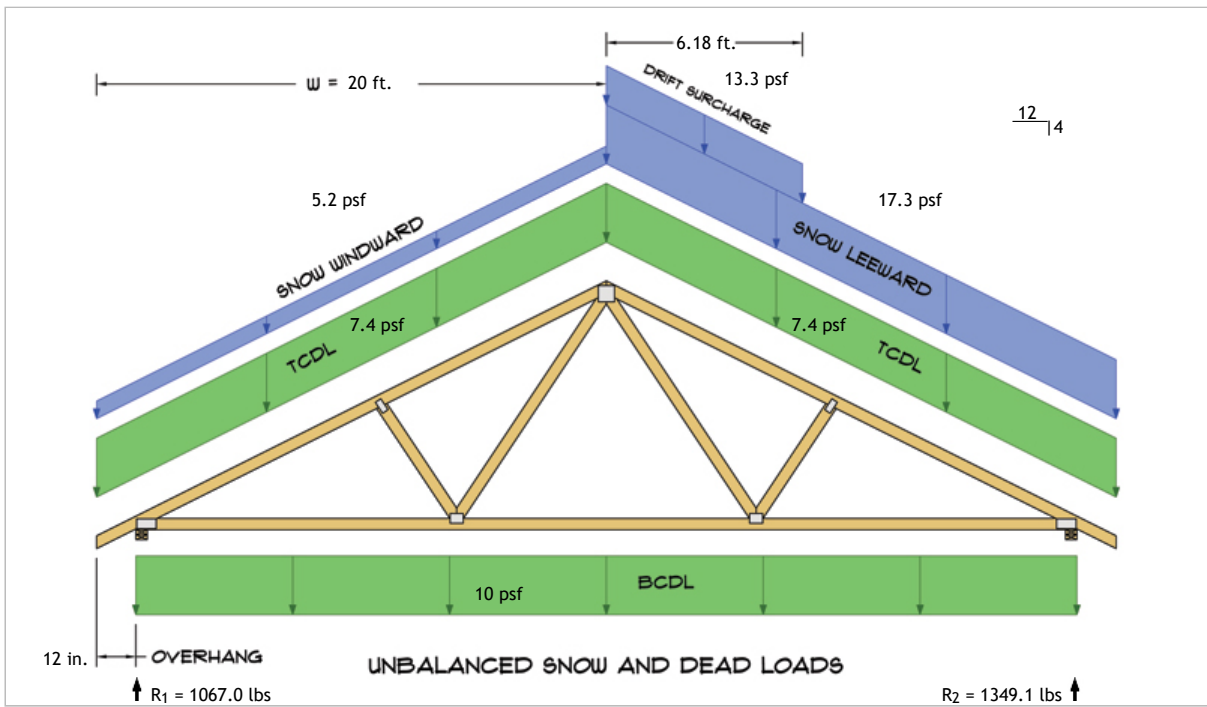 6.18 ft.
DRIFT SURCHARGE
13.3 psf
W = 20 ft.
12
4
5.2 psf
17.3 psf
SNOW WINDWARD
SNOW LEEWARD
7.4 psf
7.4 psf
TCDL
TCDL
10 psf
BCDL
12 in.
OVERHANG
UNBALANCED SNOW AND DEAD LOADS
R1 = 1067.0 lbs
R2 = 1349.1 lbs